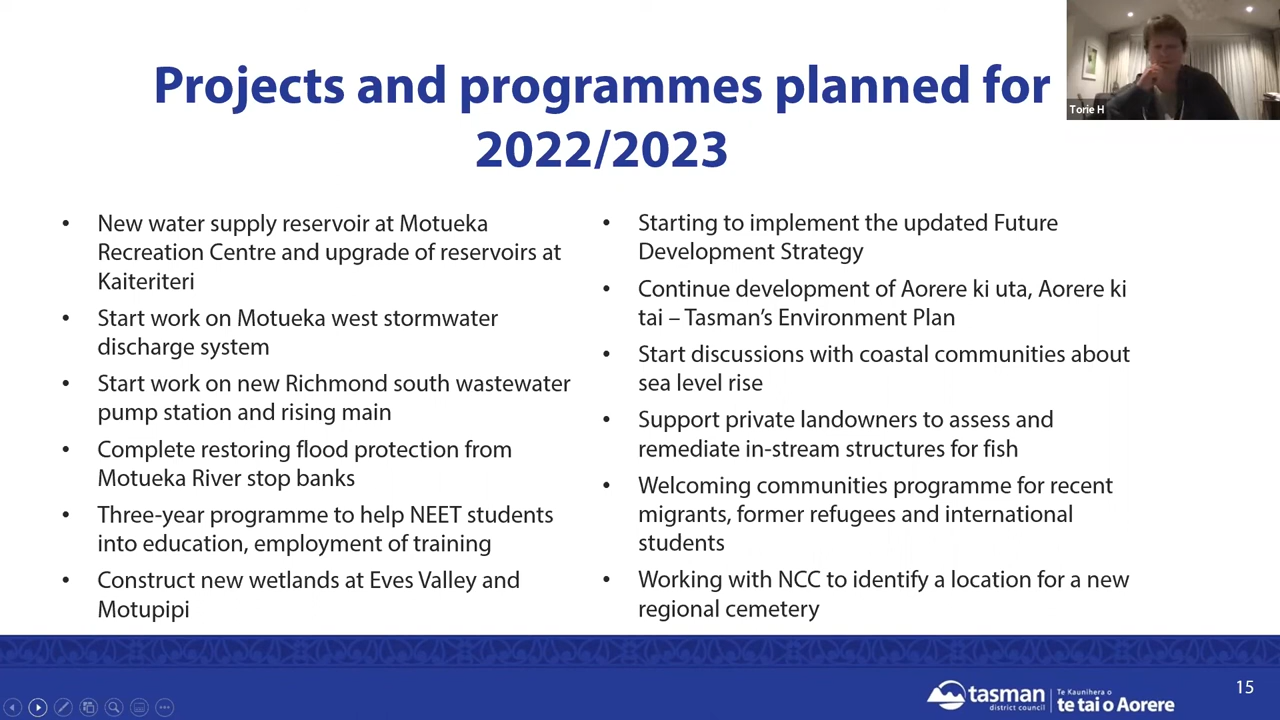 Projects and programmes planned for
2022/2023
Torie H
• New water supply reservoir at Motueka
Recreation Centre and upgrade of reservoirs at
Kaiteriteri
• Start work on Motueka west stormwater
discharge system
• Start work on new Richmond south wastewater
pump station and rising main
• Complete restoring flood protection from
Motueka River stop banks
• Three-year programme to help NEET students
into education, employment of training
• Construct new wetlands at Eves Valley and
Motupipi
• Starting to implement the updated Future
Development Strategy
• Continue development of Aorere ki uta, Aorere ki
tai – Tasman’s Environment Plan
• Start discussions with coastal communities about
sea level rise
• Support private landowners to assess and
remediate in-stream structures for fish
• Welcoming communities programme for recent
migrants, former refugees and international
students
• Working with NCC to identify a location for a new
regional cemetery
tasman
district council
Te Kaunihera o
te tai o Aorere
15